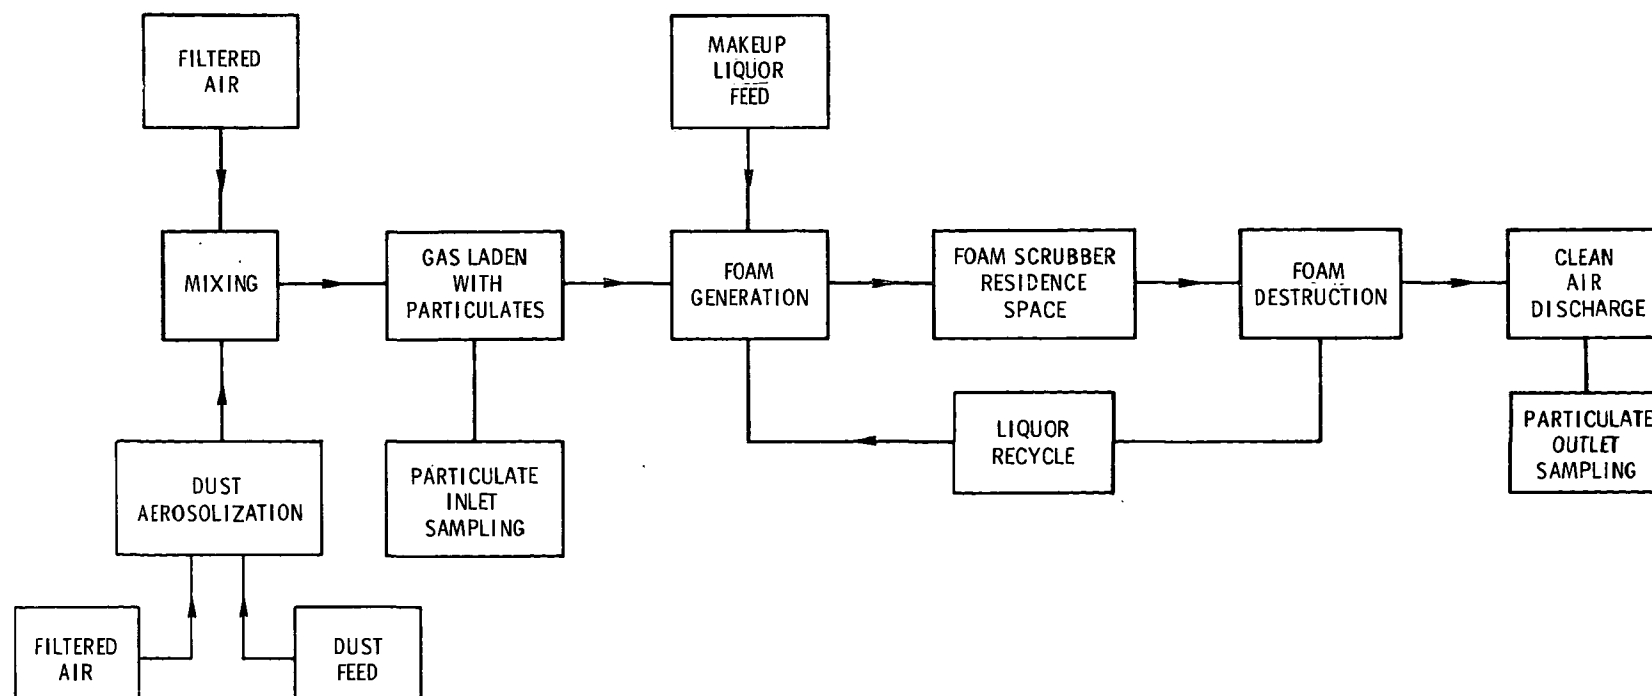 FILTERED
AIR
MAKEUP
LIQUOR
FEED
MIXING
GAS LADEN
WITH
PARTICULATES
FOAM
GENERATION
FOAM SCRUBBER
RESIDENCE
SPACE
FOAM
DESTRUCTION
CLEAN
AIR
DISCHARGE
DUST
AEROSOLIZATION
PARTICULATE
INLET
SAMPLING
LIQUOR
RECYCLE
PARTICULATE
OUTLET
SAMPLING
FILTERED
AIR
DUST
FEED